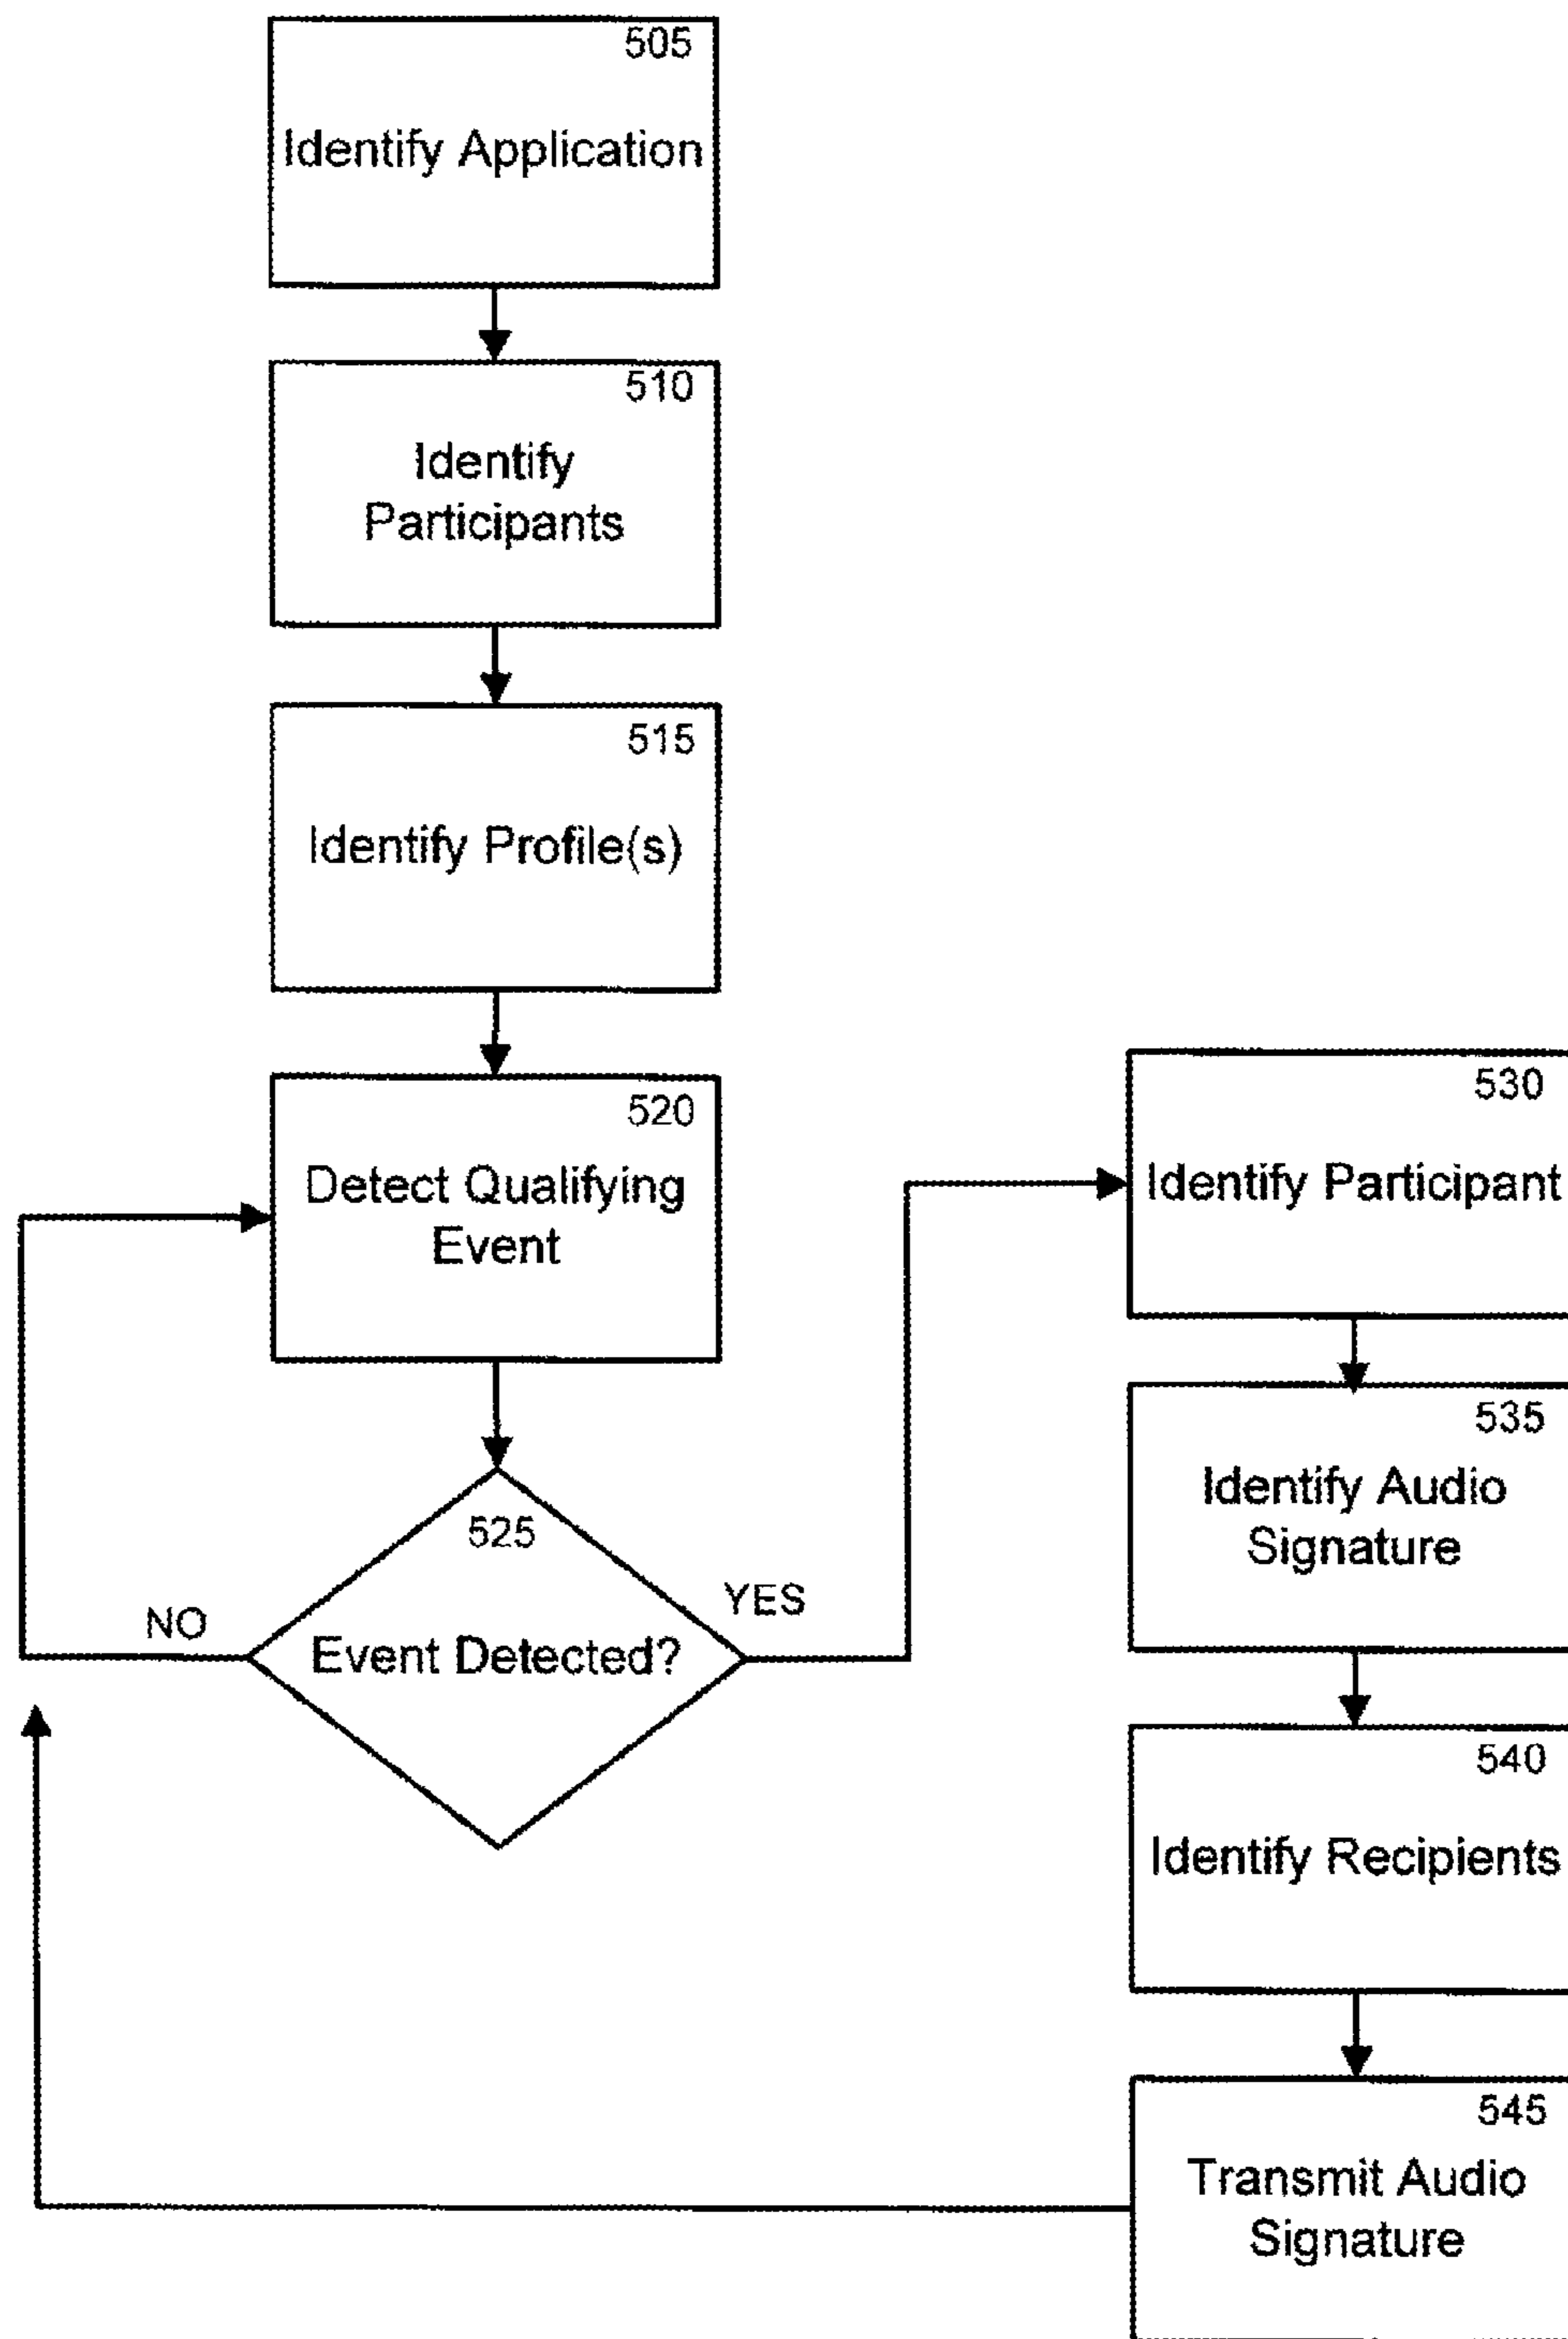 505
Identify Application
510
Identify
Participants
515
Identify Profile(s)
520
Detect Qualifying
Event
525
Event Detected?
NO
YES
530
Identify Participant
535
Identify Audio
Signature
540
Identify Recipients
545
Transmit Audio
Signature